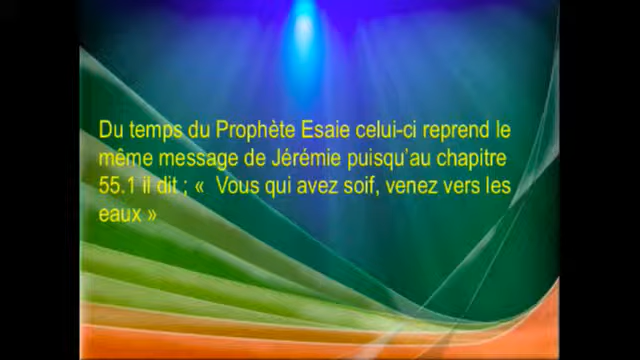 Du temps du Prophète Esaie celui-ci reprend le
même message de Jérémie puisqu'au chapitre
55.1 il dit ; «  Vous qui avez soif, venez vers les
eaux »